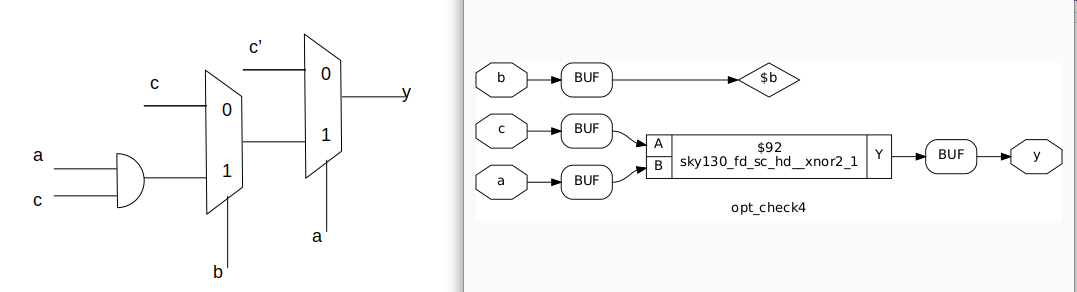 c'
0
c
y
0
1
a
1
c
a
b
b
BUF
$b
c
BUF
A
$92
sky130_fd_sc_hd__xnor2_1
Y
BUF
y
B
a
BUF
opt_check4